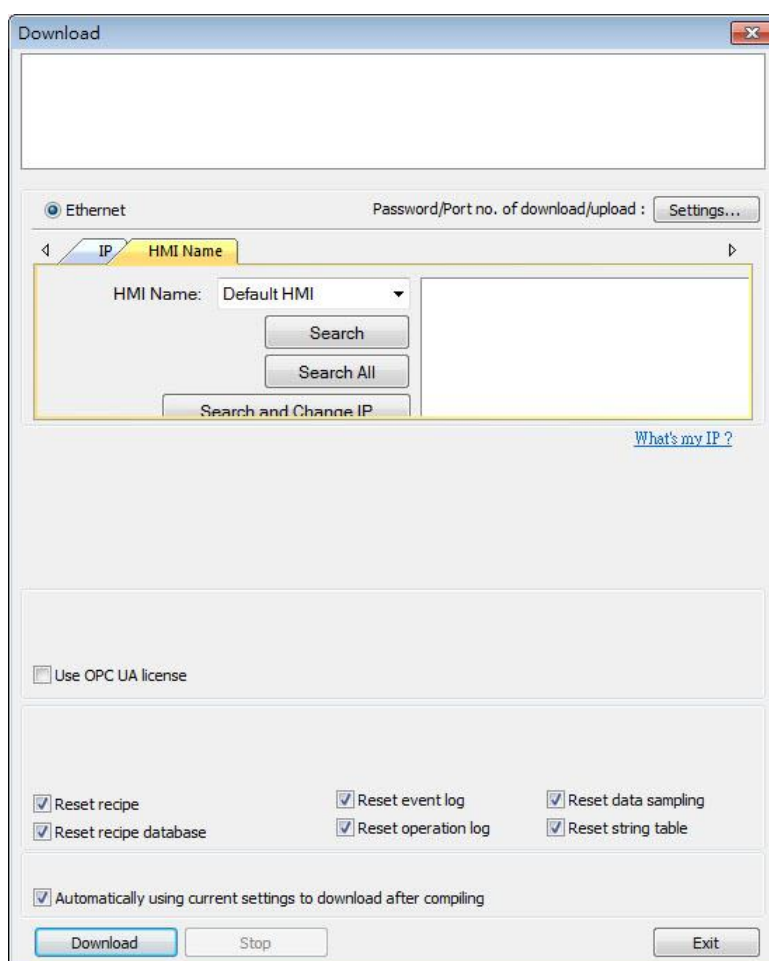 Download
Ethernet Password/Port no. of download/upload : Settings...
IP HMI Name
HMI Name: Default HMI
Search
Search All
Search and Change IP
What's my IP ?
Use OPC UA license
Reset recipe Reset event log Reset data sampling
Reset recipe database Reset operation log Reset string table
Automatically using current settings to download after compiling
Download Stop Exit